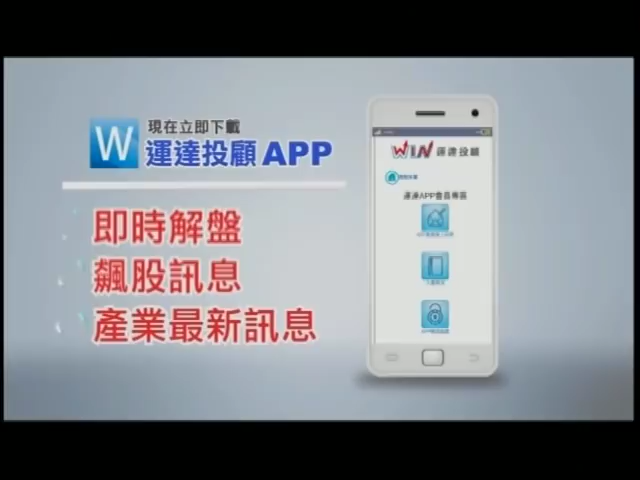 現在立即下載
W 運達投顧 APP
即時解盤
飆股訊息
產業最新訊息
WIN 運達投顧
運達APP會員專區